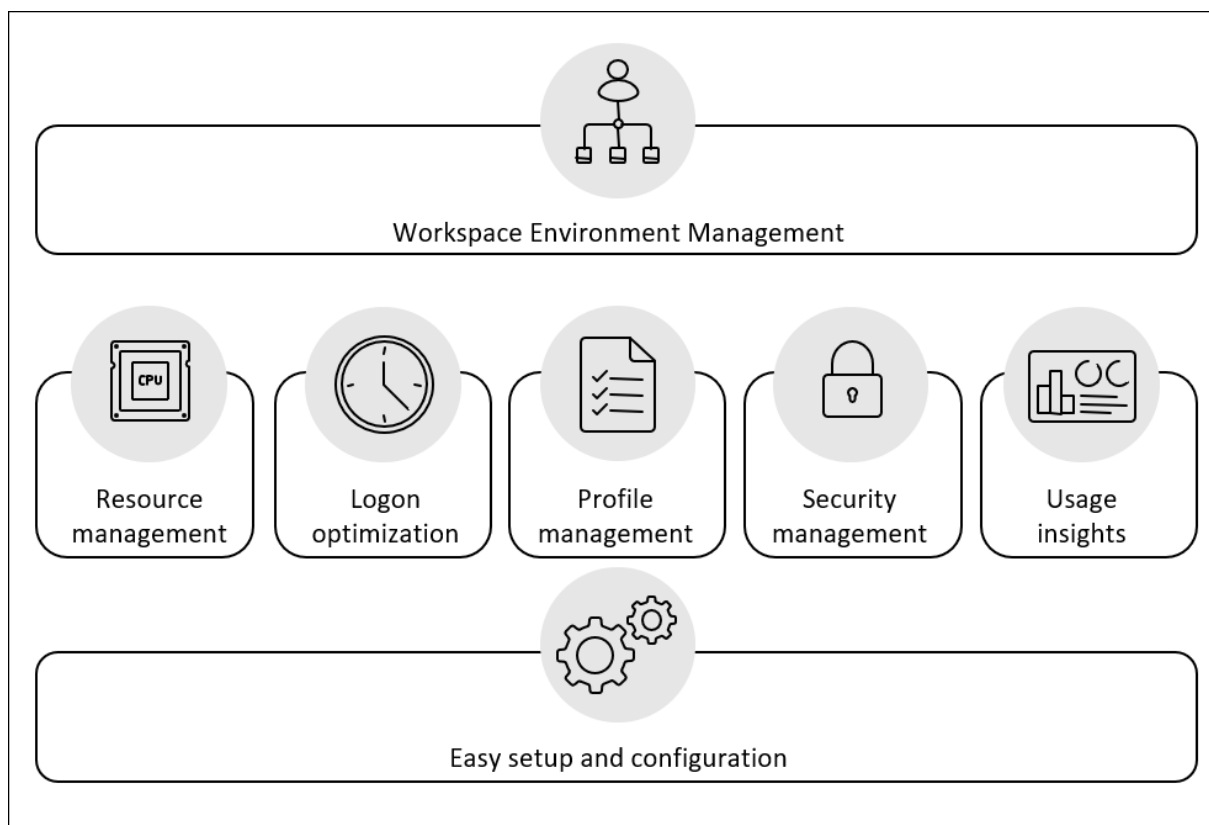 Workspace Environment Management
CPU
Resource
management
Logon
optimization
Profile
management
Security
management
Usage
insights
Easy setup and configuration